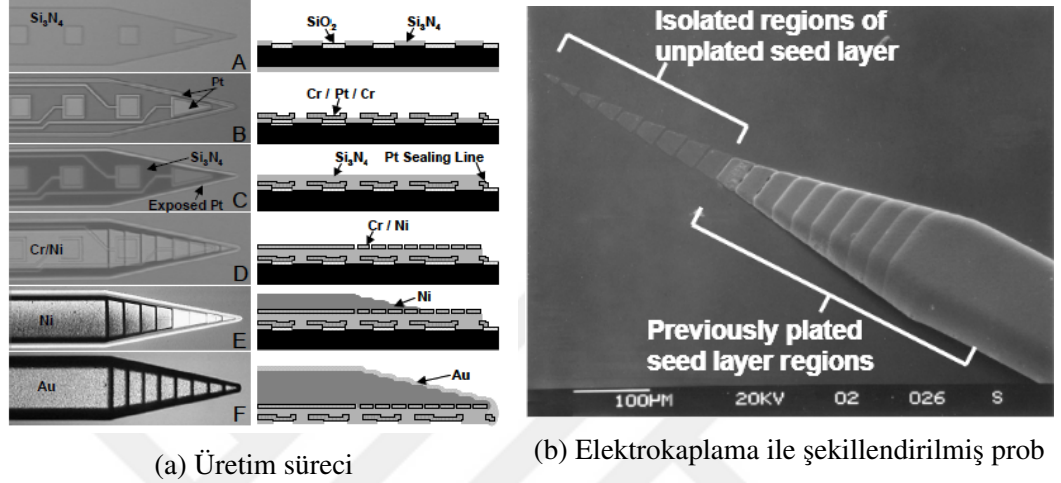 Si₃N₄
A
SiO₂
Si₃N₄
Pt
B
Cr / Pt / Cr
Si₃N₄
Exposed Pt
C
Si₃N₄
Pt Sealing Line
Cr/Ni
D
Cr / Ni
Ni
E
Ni
Au
F
Au
(a) Üretim süreci
Isolated regions of
unplated seed layer
Previously plated
seed layer regions
100µM 20KV 02 026 S
(b) Elektrokaplama ile şekillendirilmiş prob